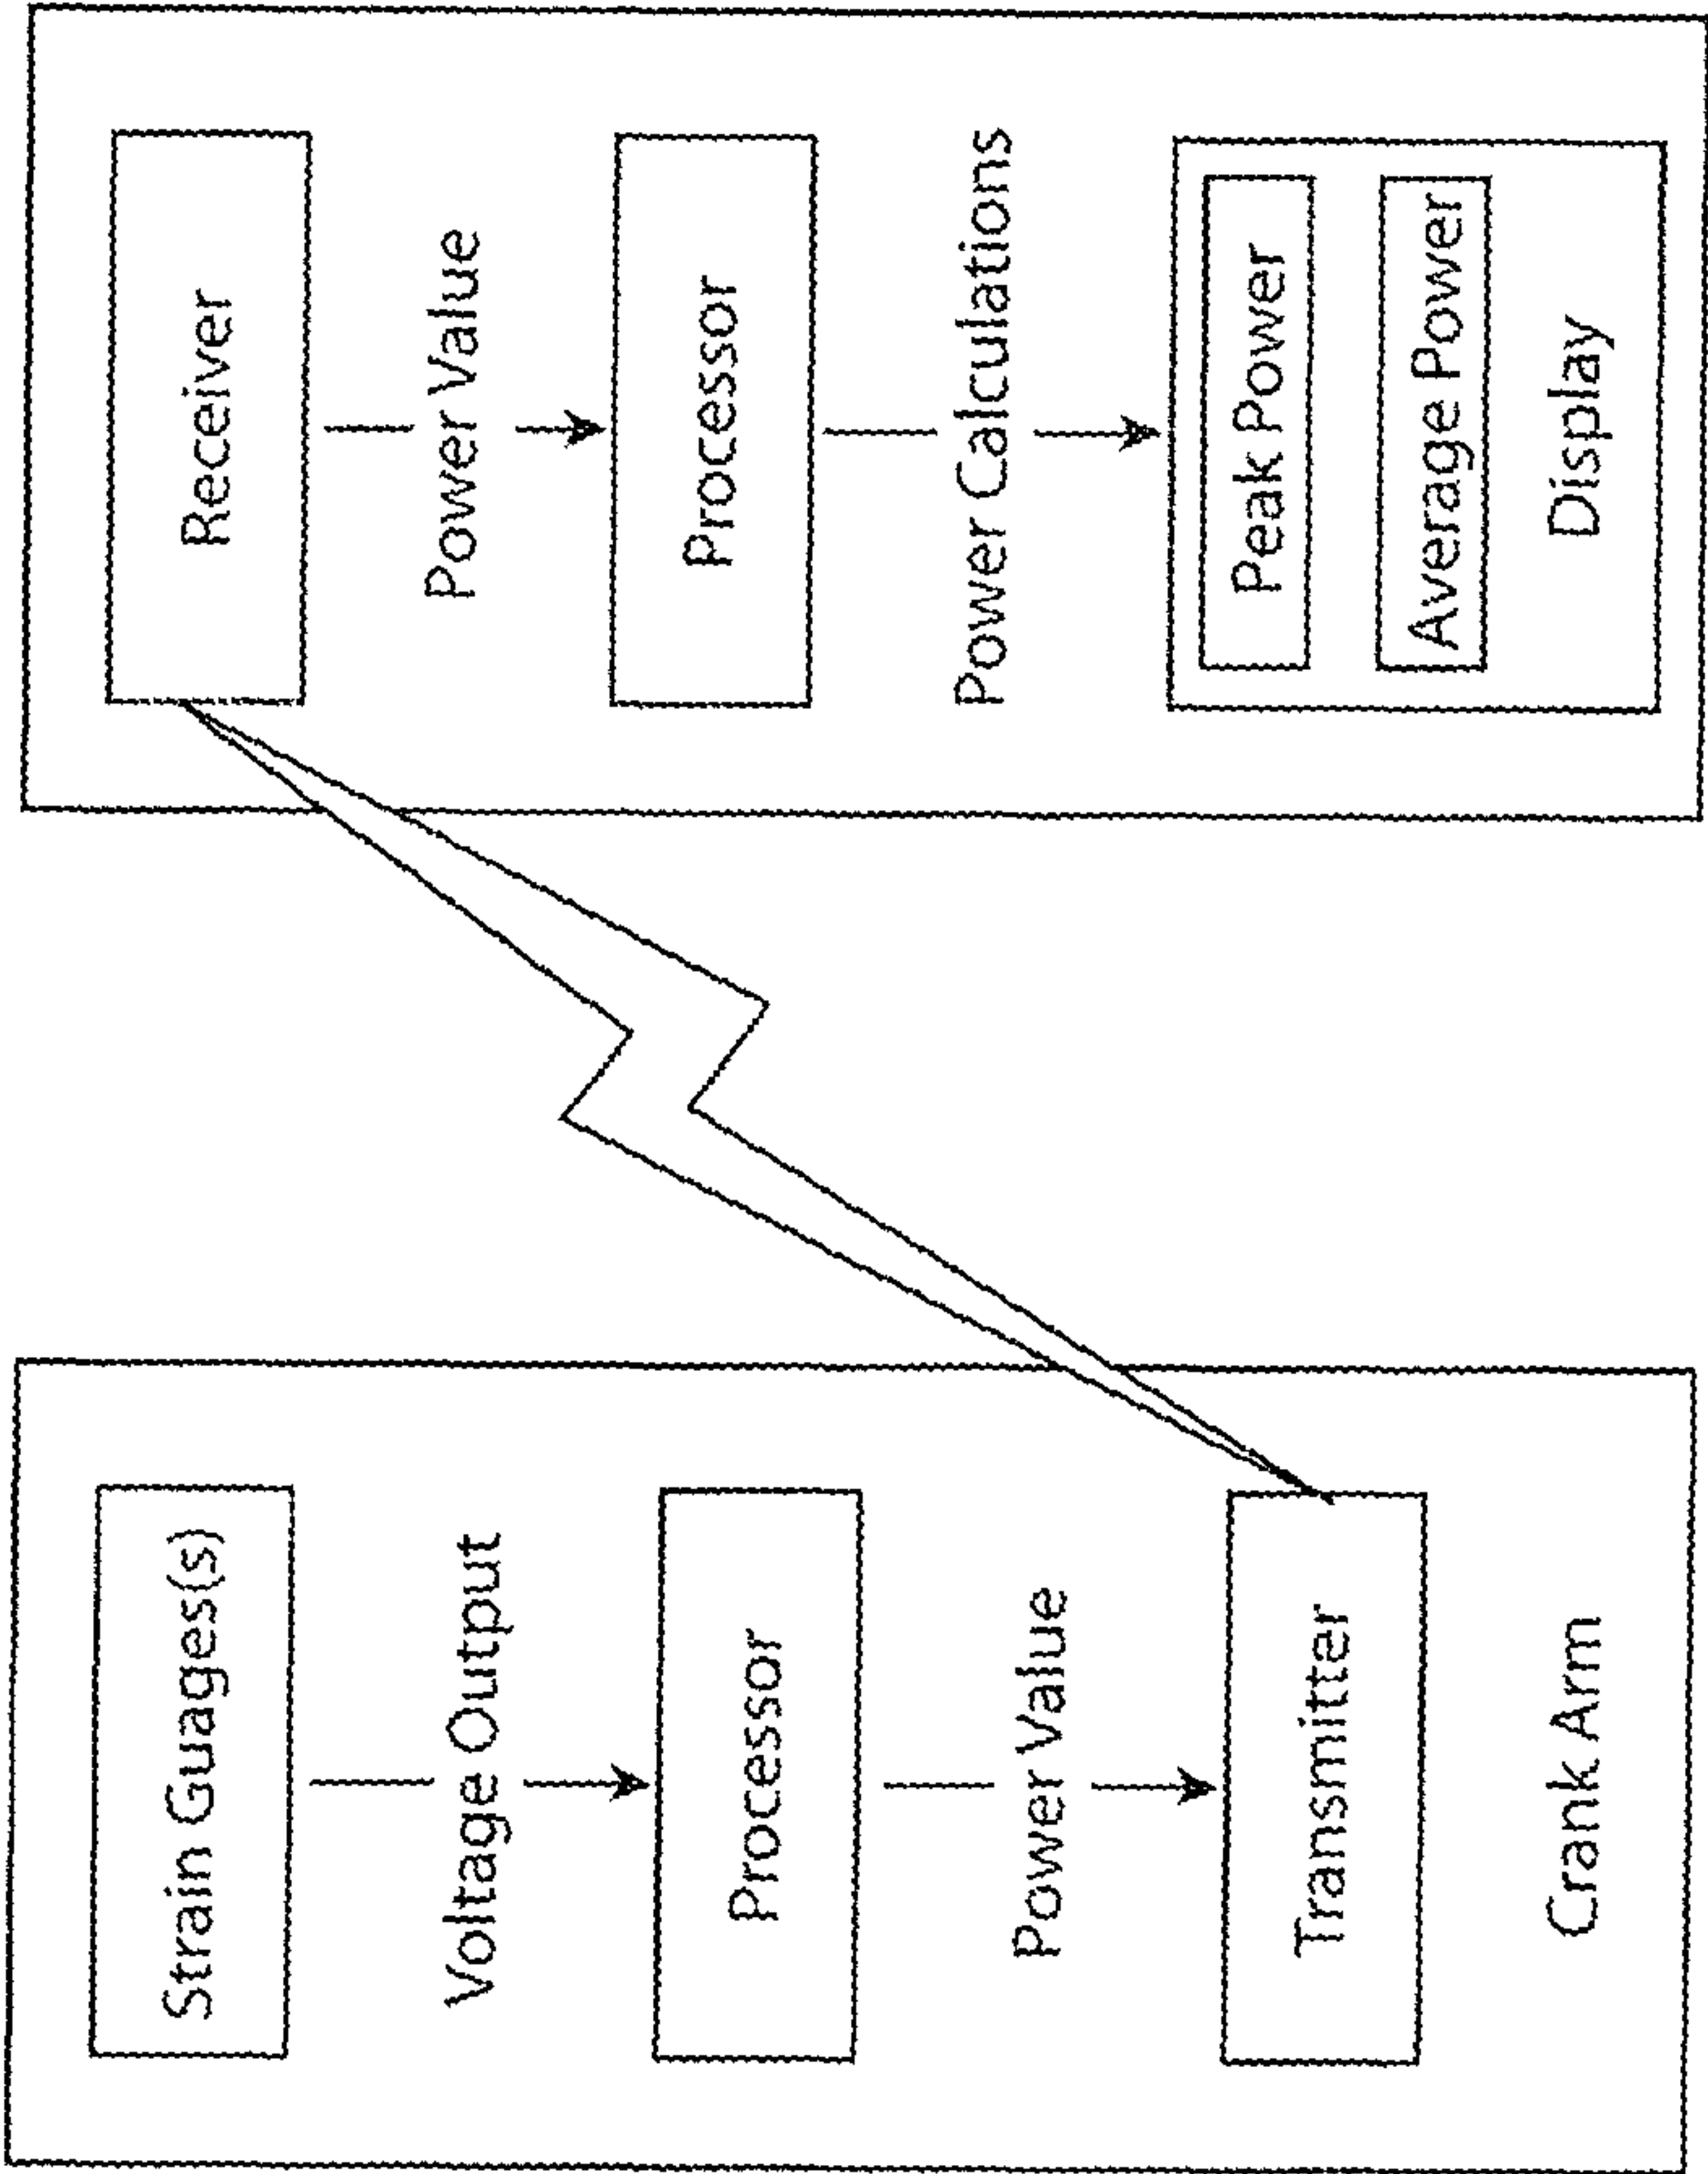 Strain Guages(s)
Voltage Output
Processor
Power Value
Transmitter
Crank Arm
Receiver
Power Value
Processor
Power Calculations
Peak Power
Average Power
Display